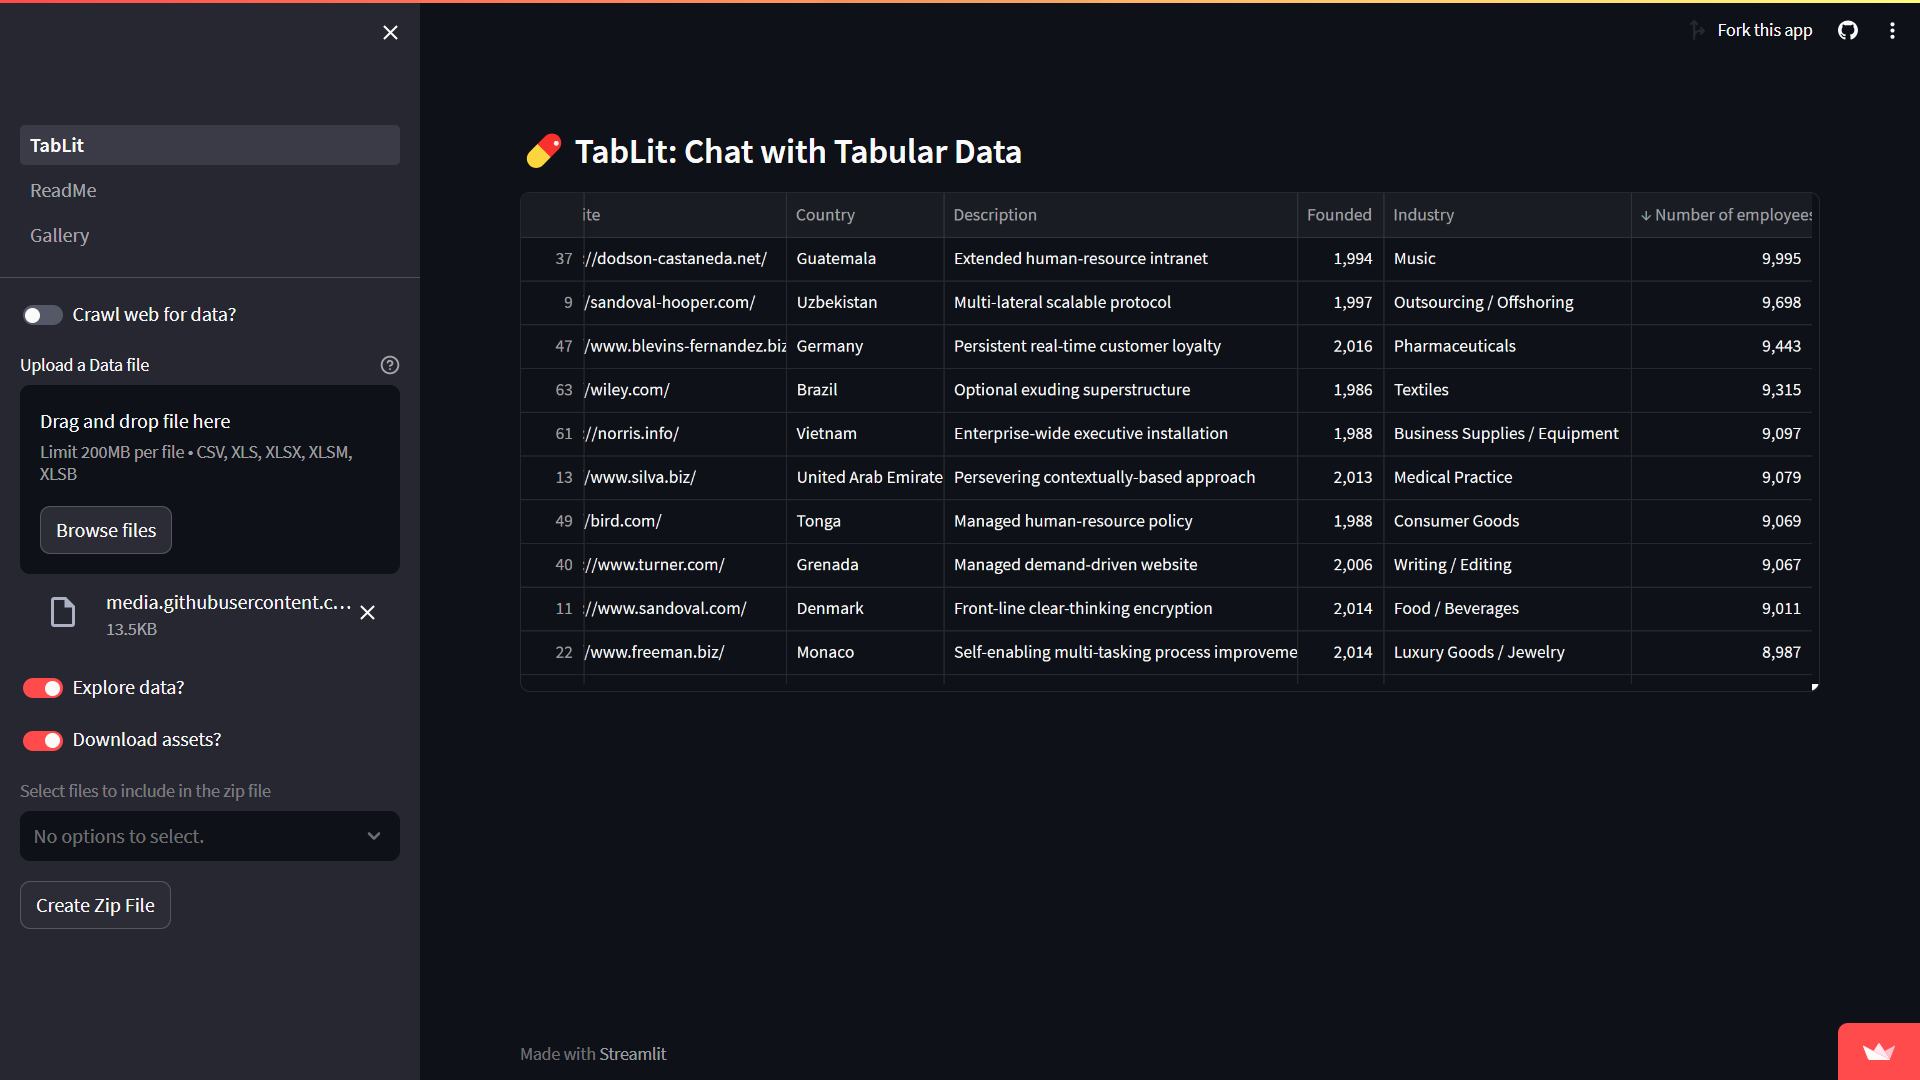 Fork this app
TabLit
ReadMe
Gallery
Crawl web for data?
Upload a Data file
Drag and drop file here
Limit 200MB per file • CSV, XLS, XLSX, XLSM,
XLSB
Browse files
media.githubusercontent.c...
13.5KB
Explore data?
Download assets?
Select files to include in the zip file
No options to select.
Create Zip File
TabLit: Chat with Tabular Data
ite Country Description Founded Industry ↓ Number of employees
37 ://dodson-castaneda.net/ Guatemala Extended human-resource intranet 1,994 Music 9,995
9 /sandoval-hooper.com/ Uzbekistan Multi-lateral scalable protocol 1,997 Outsourcing / Offshoring 9,698
47 /www.blevins-fernandez.biz Germany Persistent real-time customer loyalty 2,016 Pharmaceuticals 9,443
63 /wiley.com/ Brazil Optional exuding superstructure 1,986 Textiles 9,315
61 ://norris.info/ Vietnam Enterprise-wide executive installation 1,988 Business Supplies / Equipment 9,097
13 /www.silva.biz/ United Arab Emirate Persevering contextually-based approach 2,013 Medical Practice 9,079
49 /bird.com/ Tonga Managed human-resource policy 1,988 Consumer Goods 9,069
40 ://www.turner.com/ Grenada Managed demand-driven website 2,006 Writing / Editing 9,067
11 ://www.sandoval.com/ Denmark Front-line clear-thinking encryption 2,014 Food / Beverages 9,011
22 /www.freeman.biz/ Monaco Self-enabling multi-tasking process improveme 2,014 Luxury Goods / Jewelry 8,987
Made with Streamlit